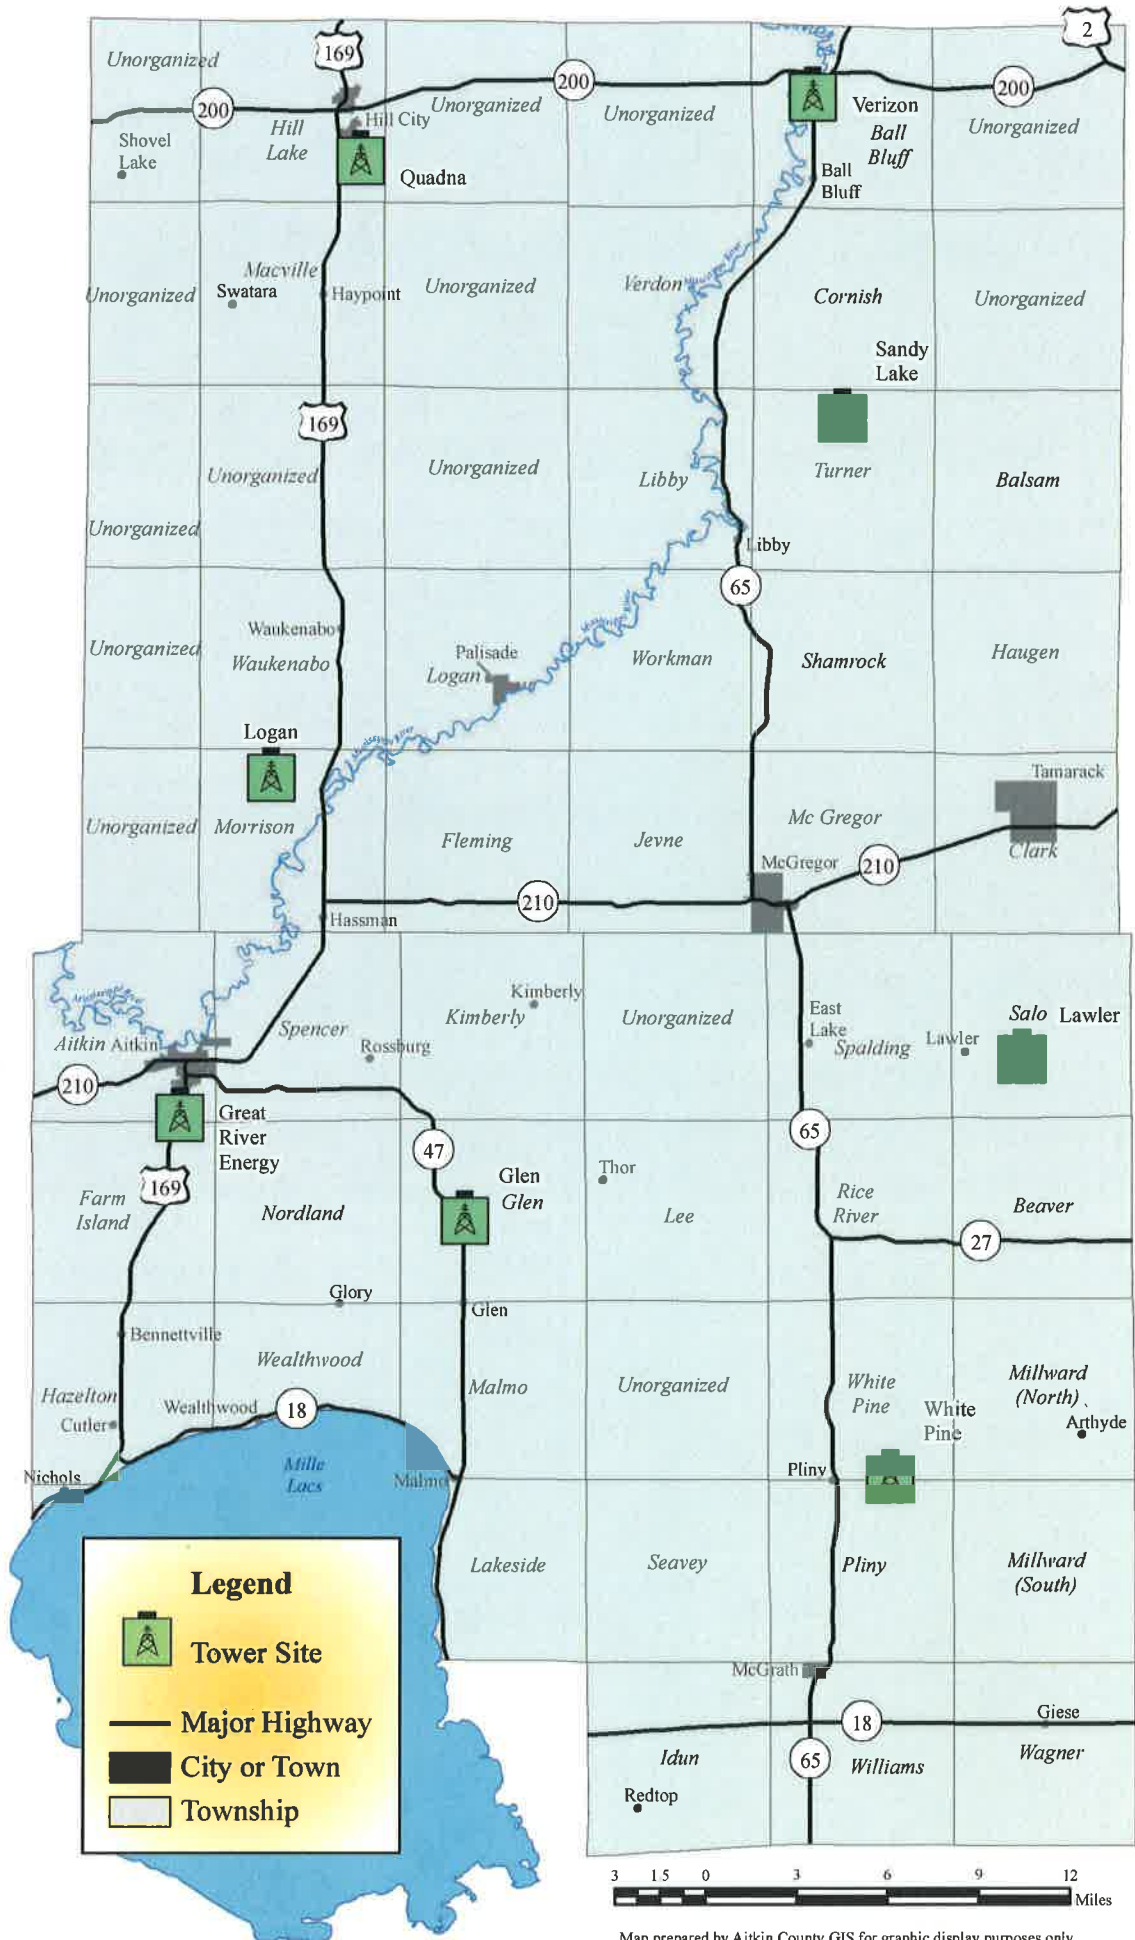 2
169
Unorganized
200
200
200
Unorganized
Unorganized
Verizon
Hill City
Unorganized
Hill
Lake
Ball
Bluff
Shovel
Lake
Quadna
Ball
Bluff
Macville
Verdon
Mississippi River
Unorganized
Swatara
Haypoint
Unorganized
Cornish
Unorganized
Sandy
Lake
169
Unorganized
Unorganized
Libby
Turner
Balsam
Unorganized
Libby
65
Mississippi River
Waukenabo
Unorganized
Waukenabo
Palisade
Logan
Workman
Shamrock
Haugen
Logan
Mississippi River
Tamarack
Unorganized
Morrison
Fleming
Jevne
Mc Gregor
Clark
McGregor
210
210
Hassman
Mississippi River
Kimberly
Kimberly
Unorganized
East
Lake
Salo
Lawler
Spencer
Aitkin
Aitkin
Rossburg
Spalding
Lawler
210
Great
River
Energy
47
65
169
Glen
Glen
Thor
Farm
Island
Nordland
Lee
Rice
River
Beaver
27
Glory
Glen
Bennettville
Wealthwood
Hazelton
Malmo
Unorganized
White
Pine
Millward
(North)
Cutler
Wealthwood
18
White
Pine
Arthyde
Nichols
Mille
Lacs
Malmo
Pliny
Lakeside
Seavey
Pliny
Millward
(South)
Legend
Tower Site
Major Highway
City or Town
Township
McGrath
18
Giese
Idun
65
Williams
Wagner
Redtop
3 1 5 0 3 6 9 12
Miles
Map prepared by Aitkin County GIS for graphic display purposes only